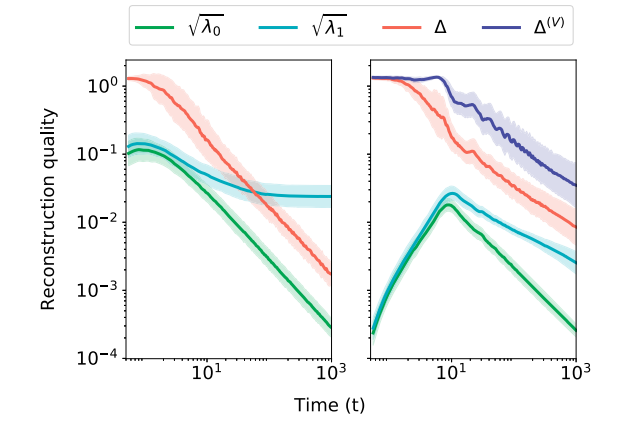 √λ₀ √λ₁ Δ Δ⁽ⱽ⁾
Reconstruction quality
10⁰
10⁻¹
10⁻²
10⁻³
10⁻⁴
10¹ 10³ 10¹ 10³
Time (t)